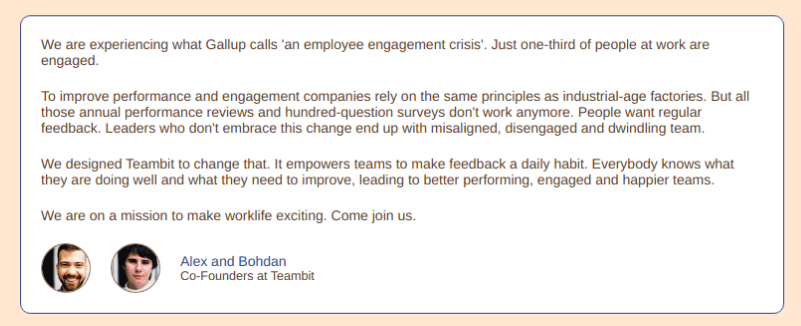 We are experiencing what Gallup calls 'an employee engagement crisis'. Just one-third of people at work are
engaged.
To improve performance and engagement companies rely on the same principles as industrial-age factories. But all
those annual performance reviews and hundred-question surveys don't work anymore. People want regular
feedback. Leaders who don't embrace this change end up with misaligned, disengaged and dwindling team.
We designed Teambit to change that. It empowers teams to make feedback a daily habit. Everybody knows what
they are doing well and what they need to improve, leading to better performing, engaged and happier teams.
We are on a mission to make worklife exciting. Come join us.
Alex and Bohdan
Co-Founders at Teambit